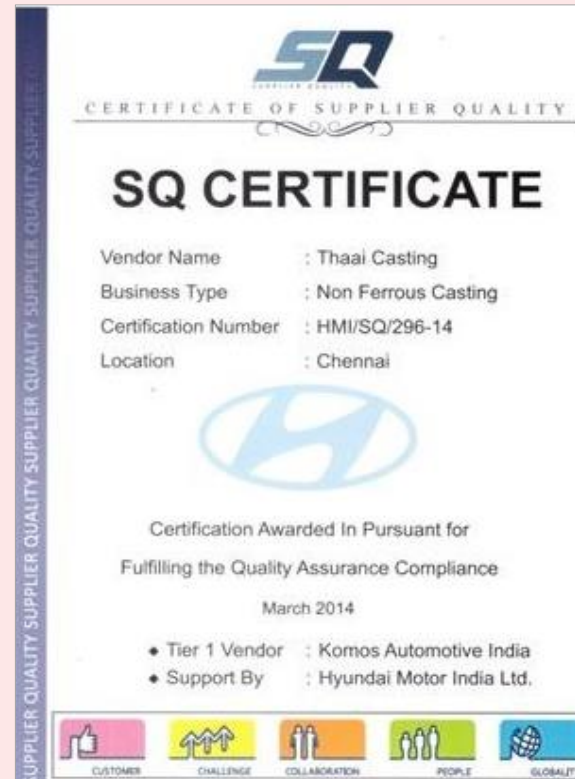 SQ
SUPPLIER QUALITY
CERTIFICATE OF SUPPLIER QUALITY
SQ CERTIFICATE
Vendor Name : Thaai Casting
Business Type : Non Ferrous Casting
Certification Number : HMI/SQ/296-14
Location : Chennai
Certification Awarded In Pursuant for
Fulfilling the Quality Assurance Compliance
March 2014
◆ Tier 1 Vendor : Komos Automotive India
◆ Support By : Hyundai Motor India Ltd.
CUSTOMER CHALLENGE COLLABORATION PEOPLE GLOBALITY
SUPPLIER QUALITY SUPPLIER QUALITY SUPPLIER QUALITY SUPPLIER QUALITY SUPPLIER